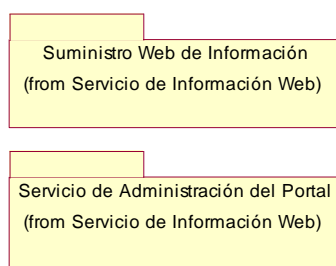 Suministro Web de Información
(from Servicio de Información Web)
Servicio de Administración del Portal
(from Servicio de Información Web)